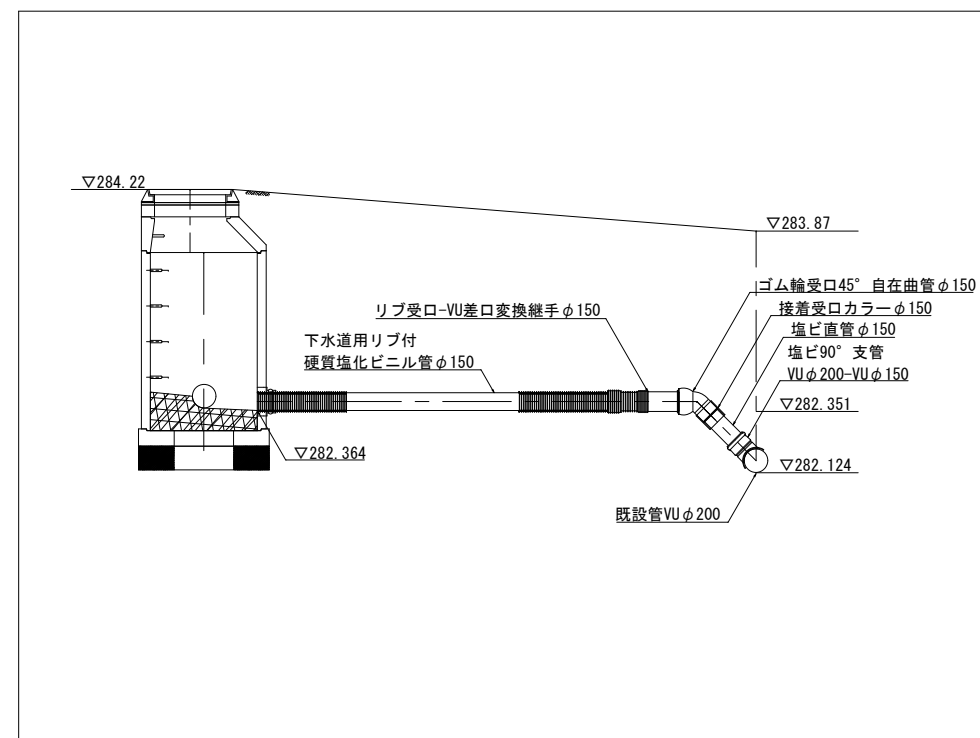 ▽284.22
▽283.87
ゴム輪受口45° 自在曲管φ150
リブ受口-VU差口変換継手φ150
接着受口カラーφ150
下水道用リブ付
硬質塩化ビニル管φ150
塩ビ直管φ150
塩ビ90° 支管
VUφ200-VUφ150
▽282.351
▽282.364
▽282.124
既設管VUφ200